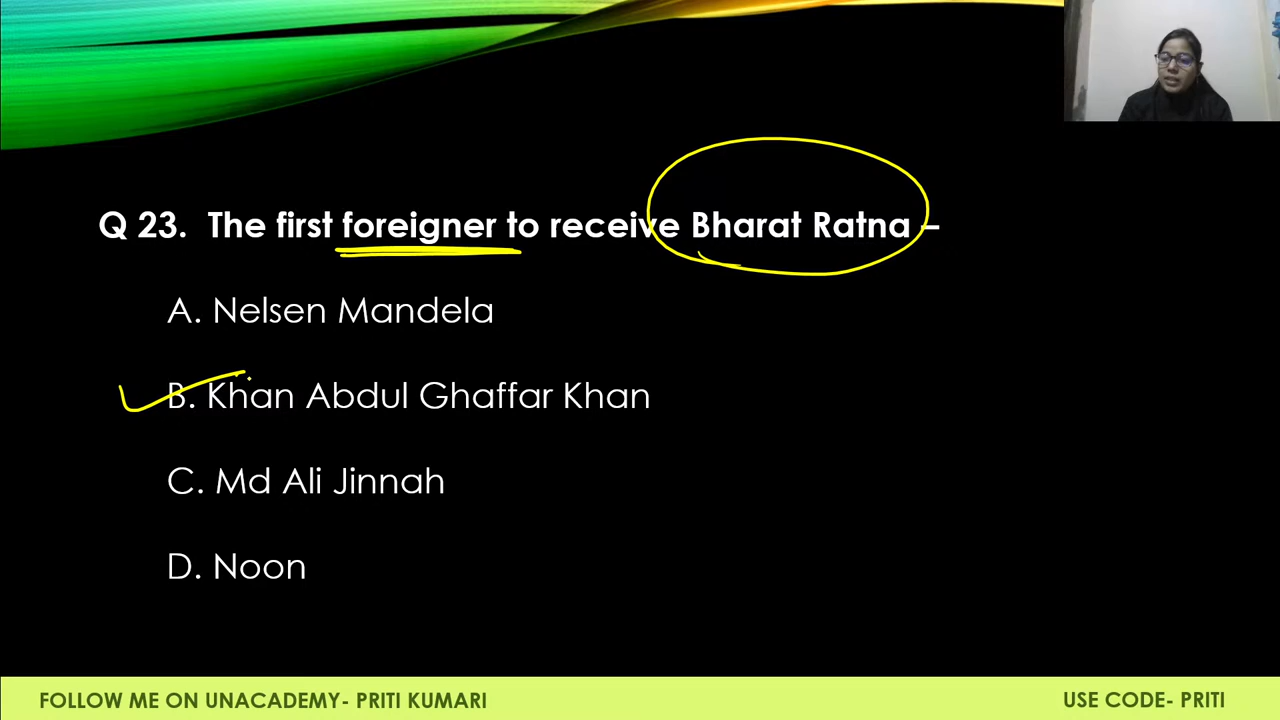 Q 23. The first foreigner to receive Bharat Ratna –
A. Nelsen Mandela
B. Khan Abdul Ghaffar Khan
C. Md Ali Jinnah
D. Noon
FOLLOW ME ON UNACADEMY- PRITI KUMARI
USE CODE- PRITI